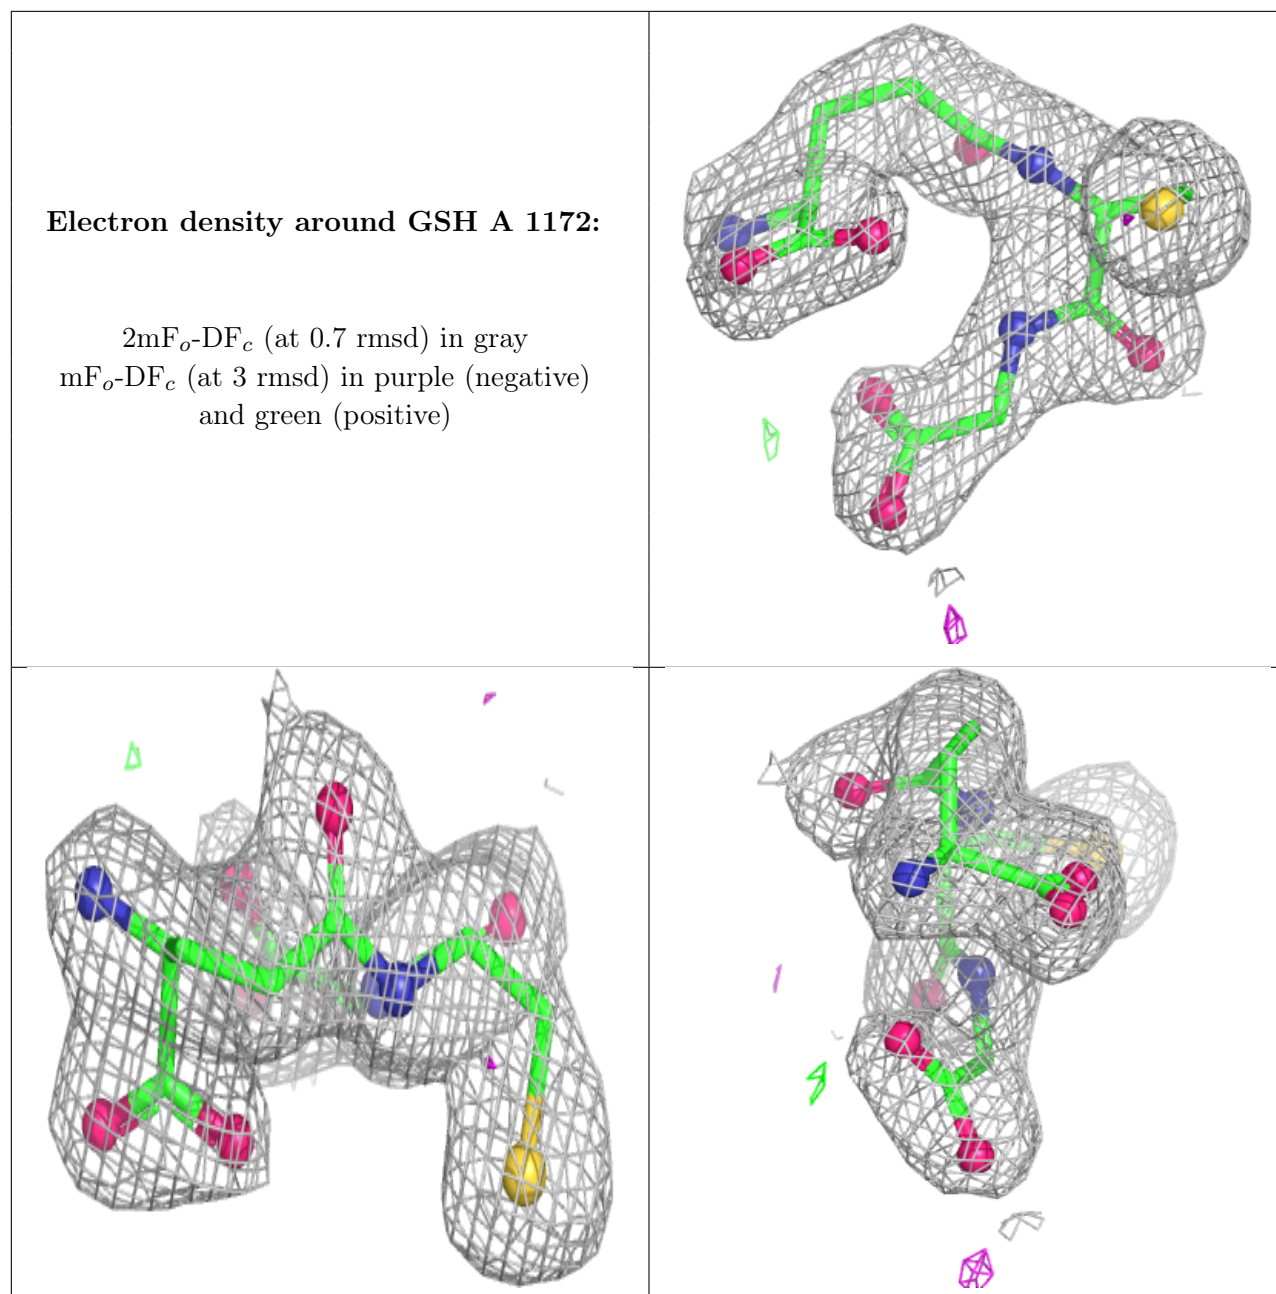 Electron density around GSH A 1172:
2mFo-DFc (at 0.7 rmsd) in gray
mFo-DFc (at 3 rmsd) in purple (negative)
and green (positive)